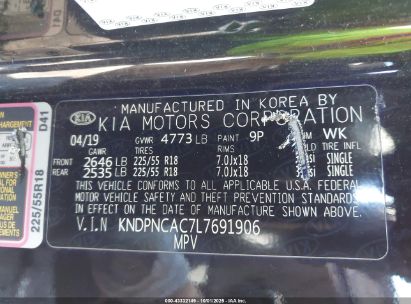 MANUFACTURED IN KOREA BY
KIA KIA MOTORS CORPORATION
04/19 GVWR 4773 LB PAINT 9P WK
GAWR TIRES RIMS COLD TIRE INFL
FRONT 2646 LB 225/55 R18 7.0Jx18 SINGLE
REAR 2535 LB 225/55 R18 7.0Jx18 SINGLE
THIS VEHICLE CONFORMS TO ALL APPLICABLE U.S.A. FEDERAL
MOTOR VEHICLE SAFETY STANDARDS IN EFFECT ON THE
DATE OF MANUFACTURE SHOWN ABOVE.
V.I.N KNDPNCAC7L7691906
MPV
D41
225/55R18